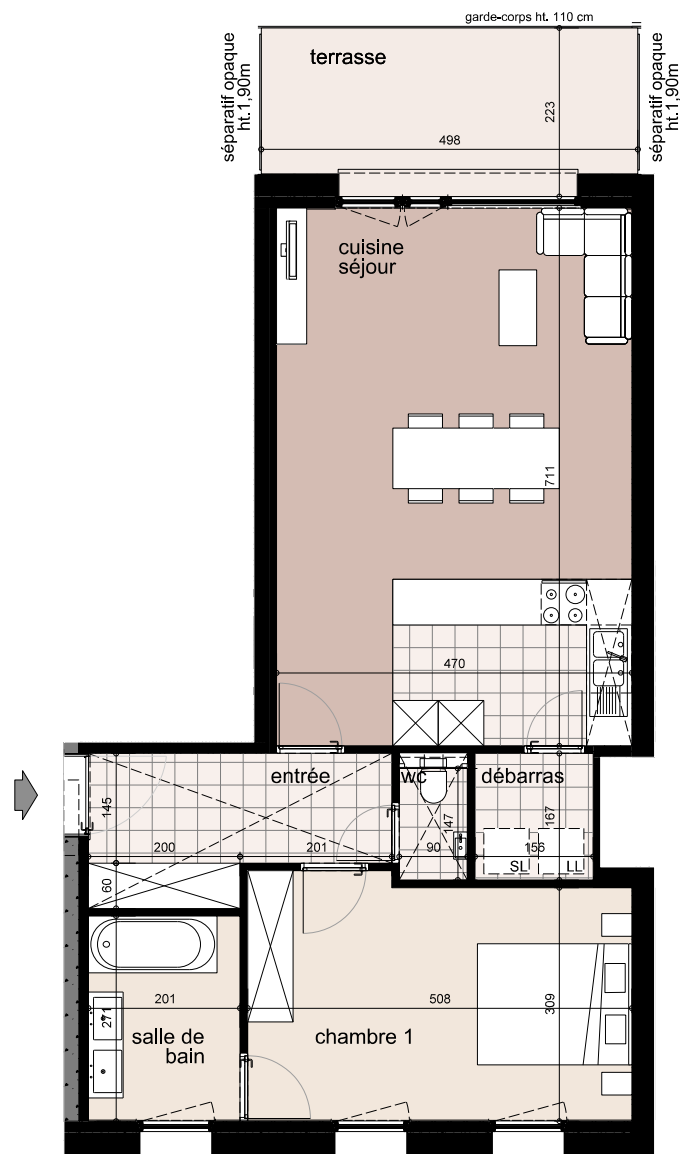 garde-corps ht. 110 cm
terrasse
séparatif opaque
ht.1,90m
séparatif opaque
ht.1,90m
223
498
cuisine
séjour
711
470
entrée
wc
débarras
145
147
167
200
201
90
156
SL
LL
60
201
271
508
309
salle de
bain
chambre 1